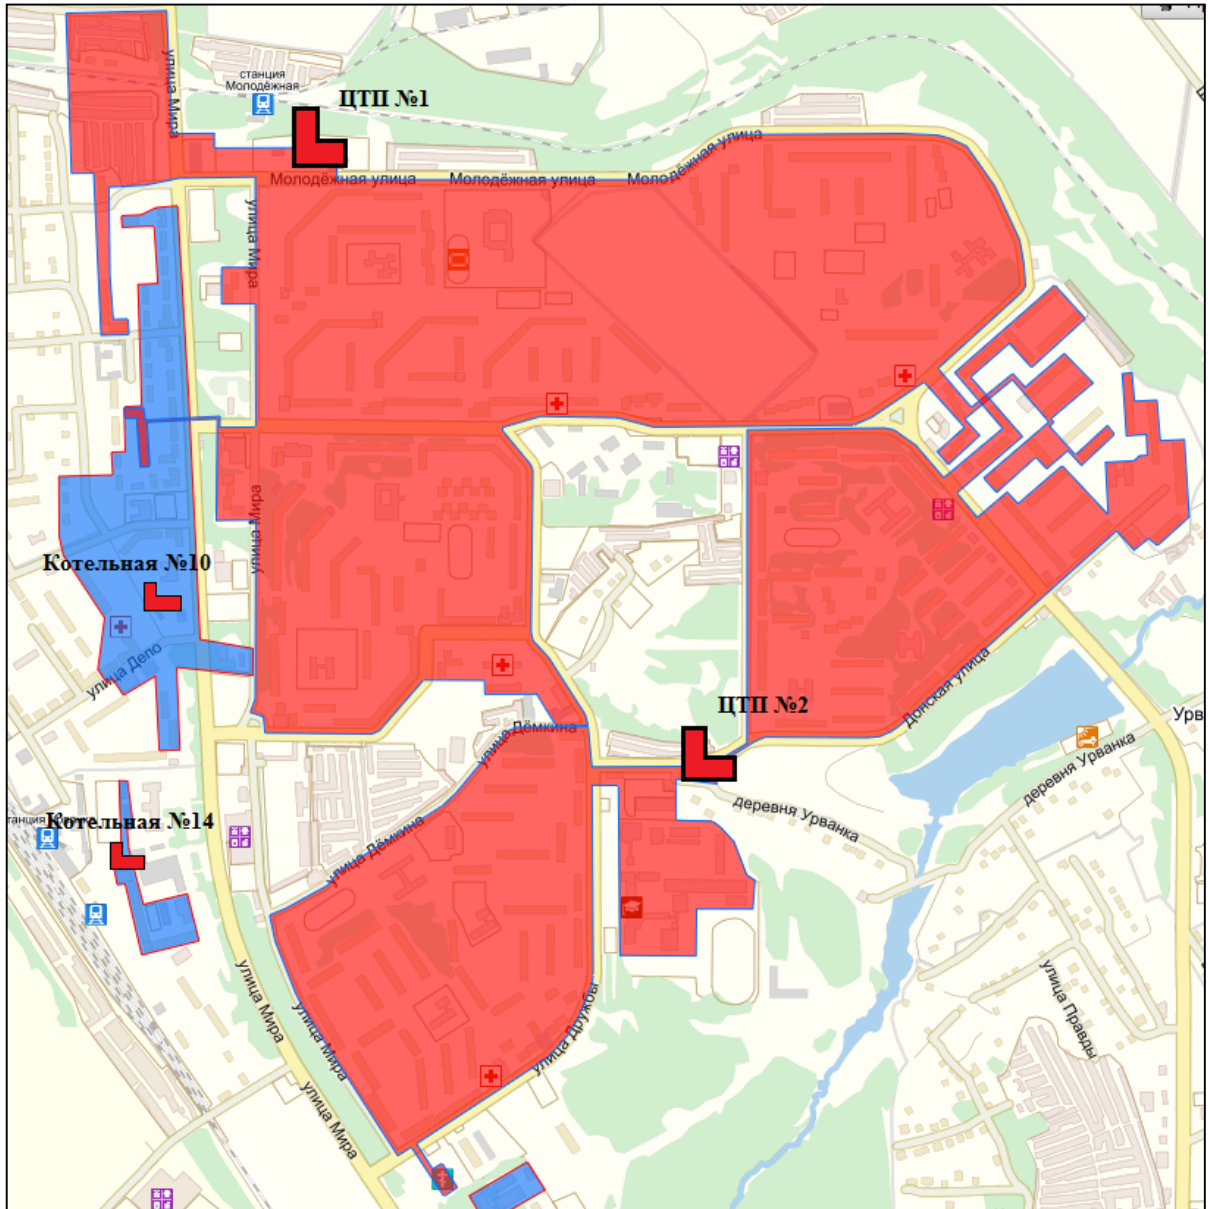 улица Мира
станция
Молодёжная
ЦТП №1
Молодёжная улица
Молодёжная улица
Молодёжная улица
улица Мира
улица Мира
Котельная №10
улица Депо
Донская улица
ЦТП №2
Урв
улица Дёмкина
деревня Урванка
деревня Урванка
Котельная №14
улица Дёмкина
улица Мира
улица Мира
улица Дружбы
улица Правды
улица Мира